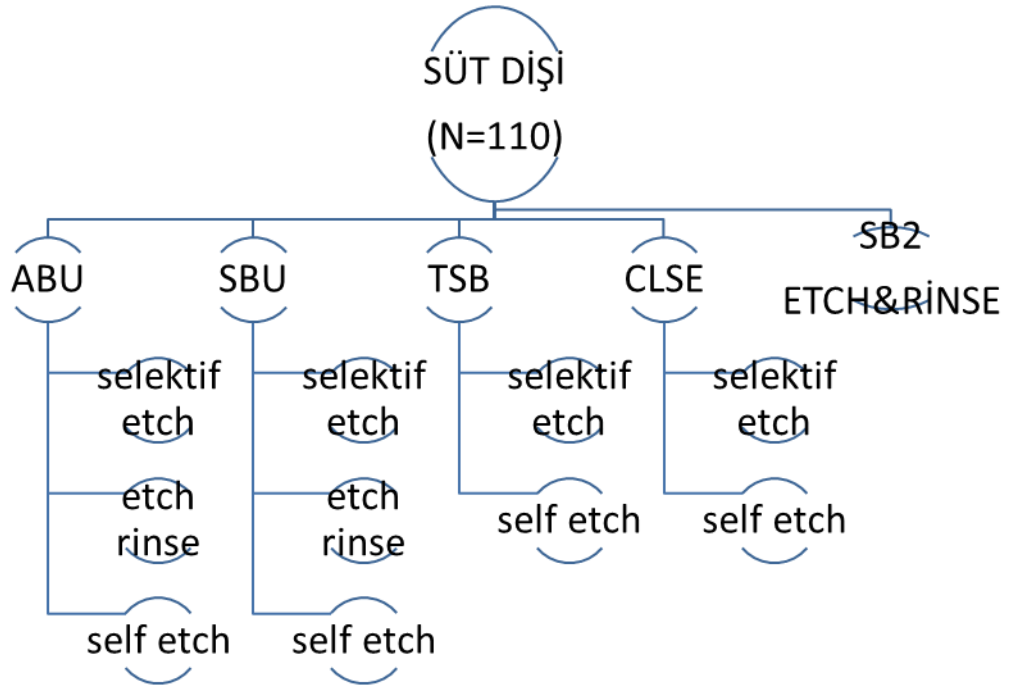 SÜT DİŞİ
(N=110)
ABU
selektif
etch
etch
rinse
self etch
SBU
selektif
etch
etch
rinse
self etch
TSB
selektif
etch
self etch
CLSE
selektif
etch
self etch
SB2
ETCH&RİNSE